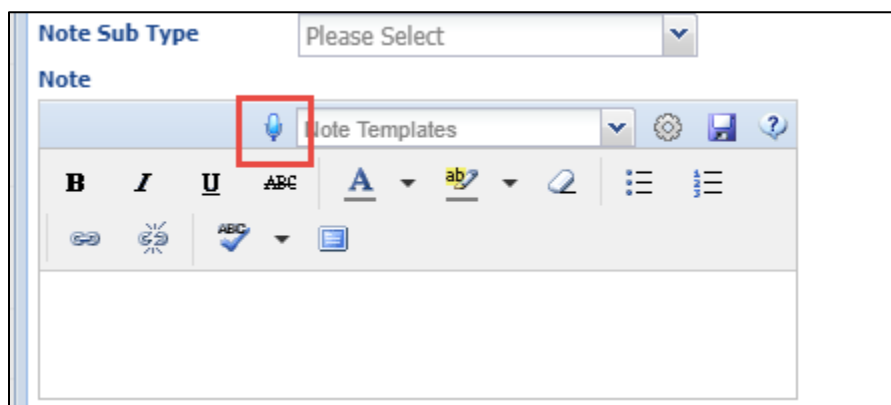 Note Sub Type Please Select
Note
Note Templates
B I U ABC A ab
ABC